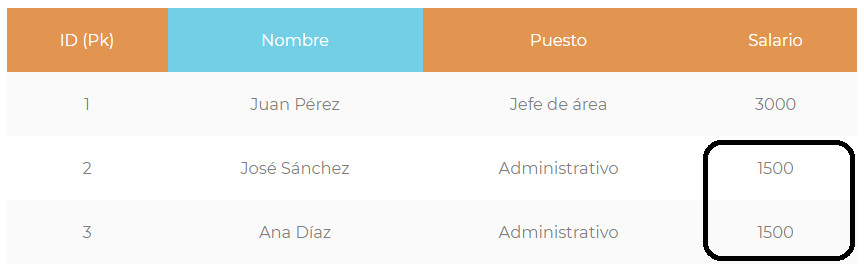 ID (Pk) Nombre Puesto Salario
1 Juan Pérez Jefe de área 3000
2 José Sánchez Administrativo 1500
3 Ana Díaz Administrativo 1500